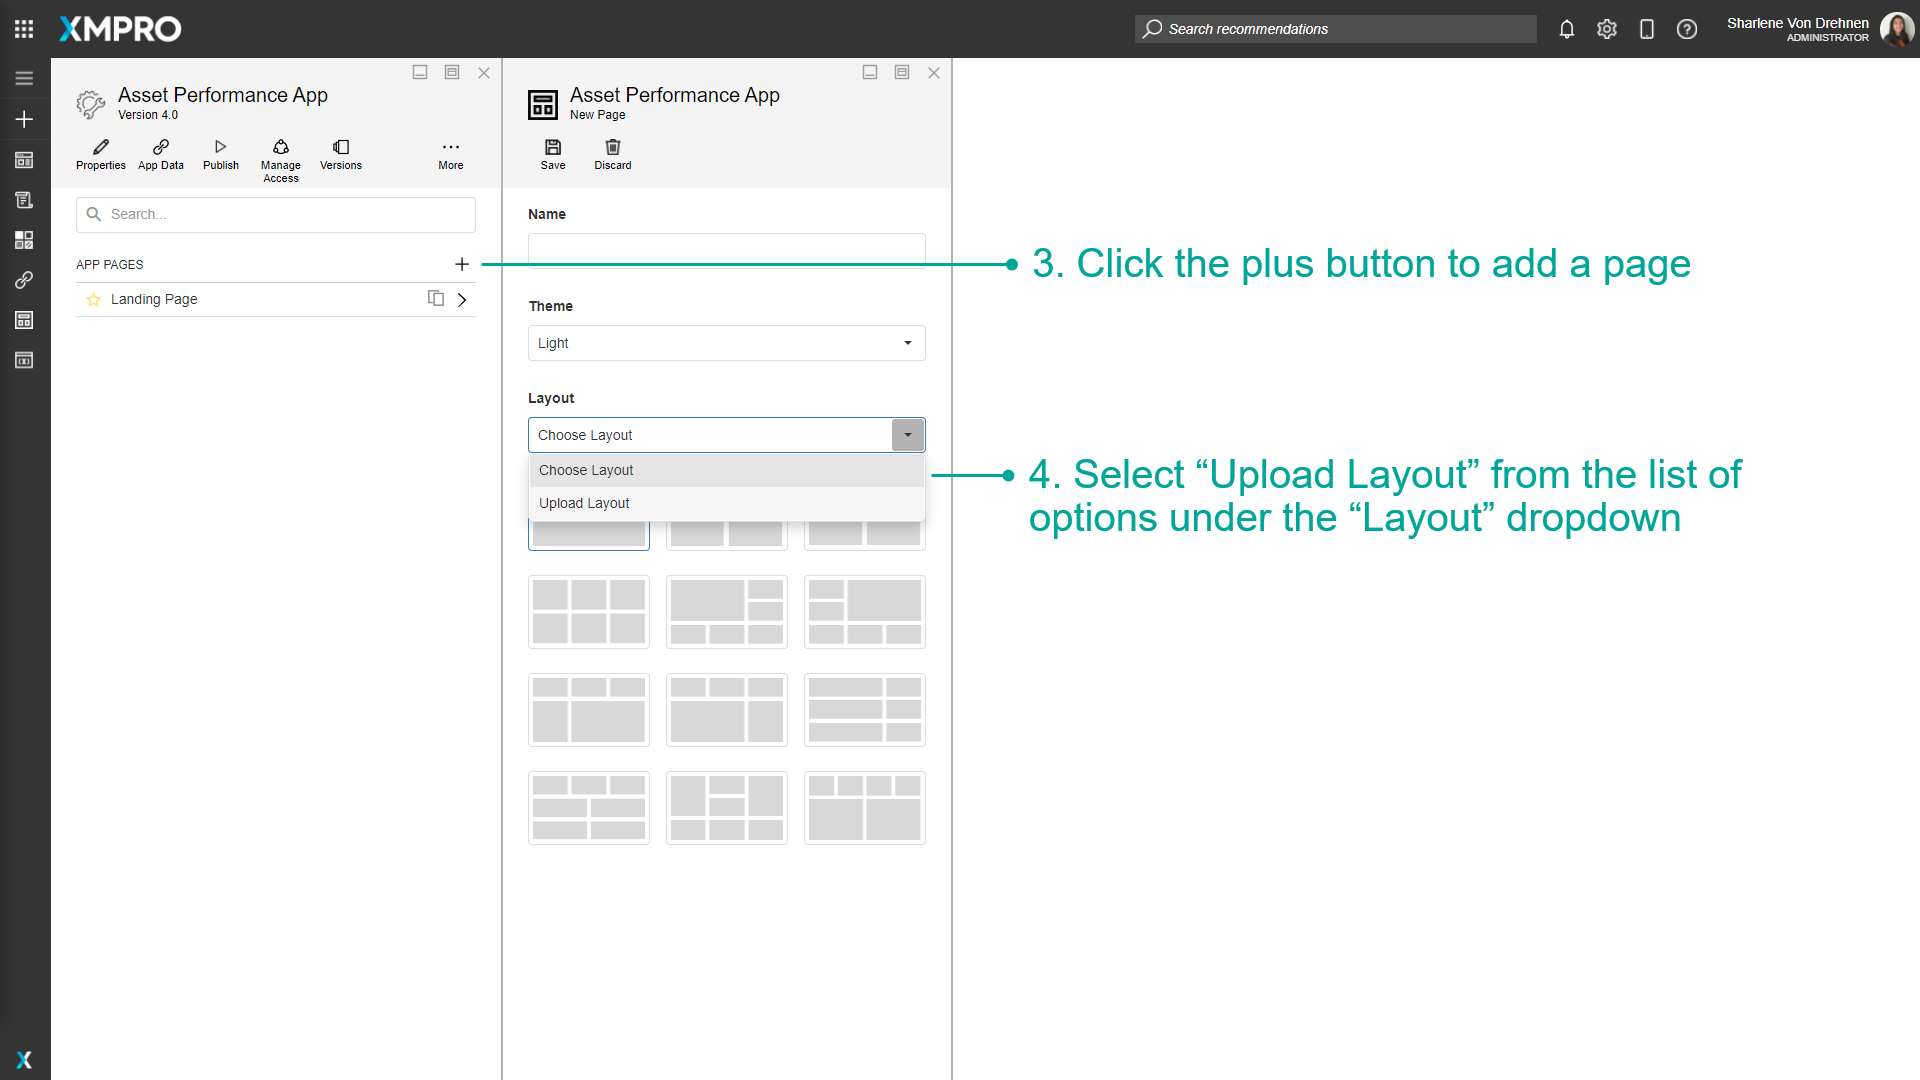 XMPRO
Search recommendations
Sharlene Von Drehnen
ADMINISTRATOR
Asset Performance App
Version 4.0
Properties
App Data
Publish
Manage
Access
Versions
More
Search...
APP PAGES
Landing Page
Asset Performance App
New Page
Save
Discard
Name
Theme
Light
Layout
Choose Layout
Choose Layout
Upload Layout
3. Click the plus button to add a page
4. Select “Upload Layout” from the list of
options under the “Layout” dropdown